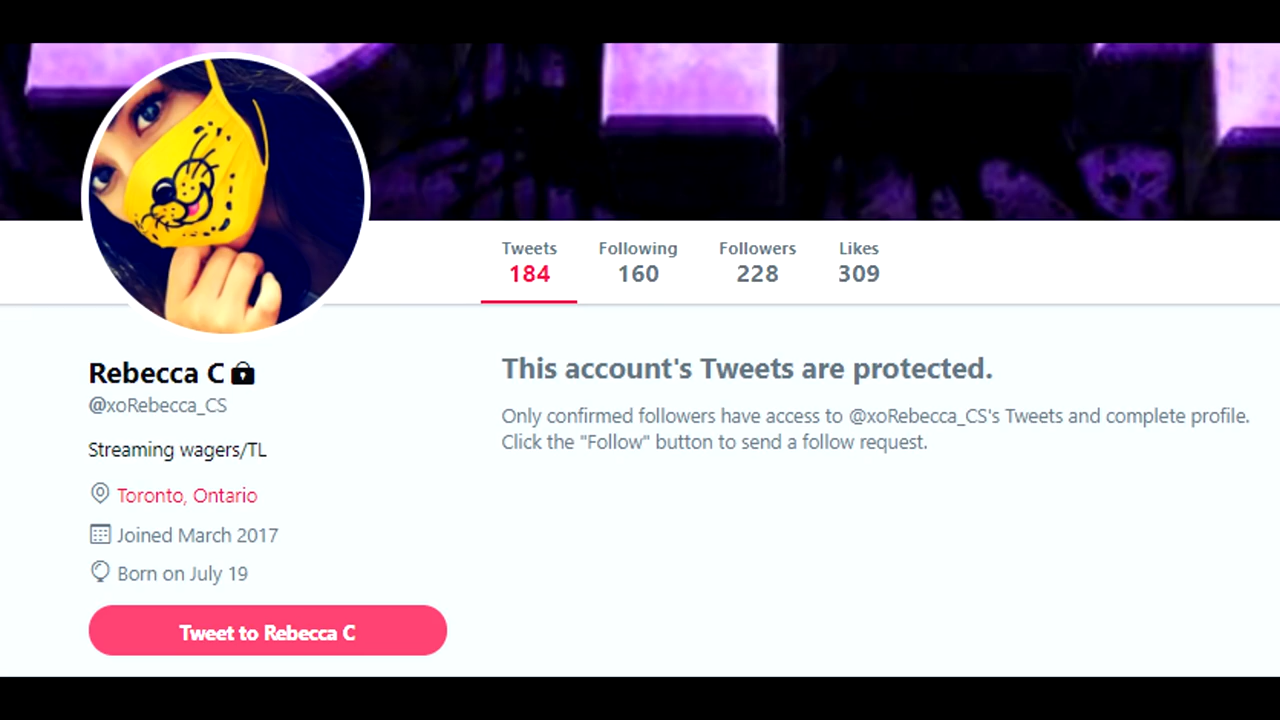 Tweets Following Followers Likes
184 160 228 309
Rebecca C
@xoRebecca_CS
Streaming wagers/TL
Toronto, Ontario
Joined March 2017
Born on July 19
Tweet to Rebecca C
This account's Tweets are protected.
Only confirmed followers have access to @xoRebecca_CS's Tweets and complete profile.
Click the "Follow" button to send a follow request.